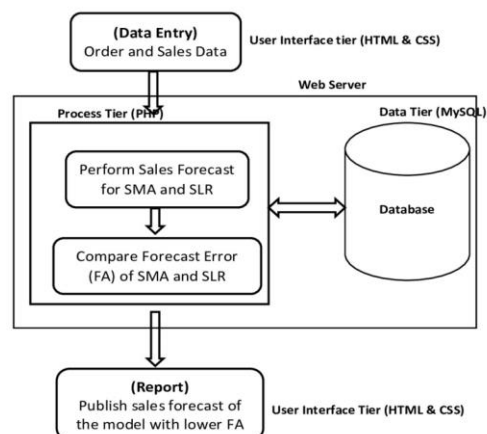 (Data Entry)
Order and Sales Data
User Interface tier (HTML & CSS)
Web Server
Process Tier (PHP)
Data Tier (MySQL)
Perform Sales Forecast
for SMA and SLR
Database
Compare Forecast Error
(FA) of SMA and SLR
(Report)
Publish sales forecast of
the model with lower FA
User Interface Tier (HTML & CSS)